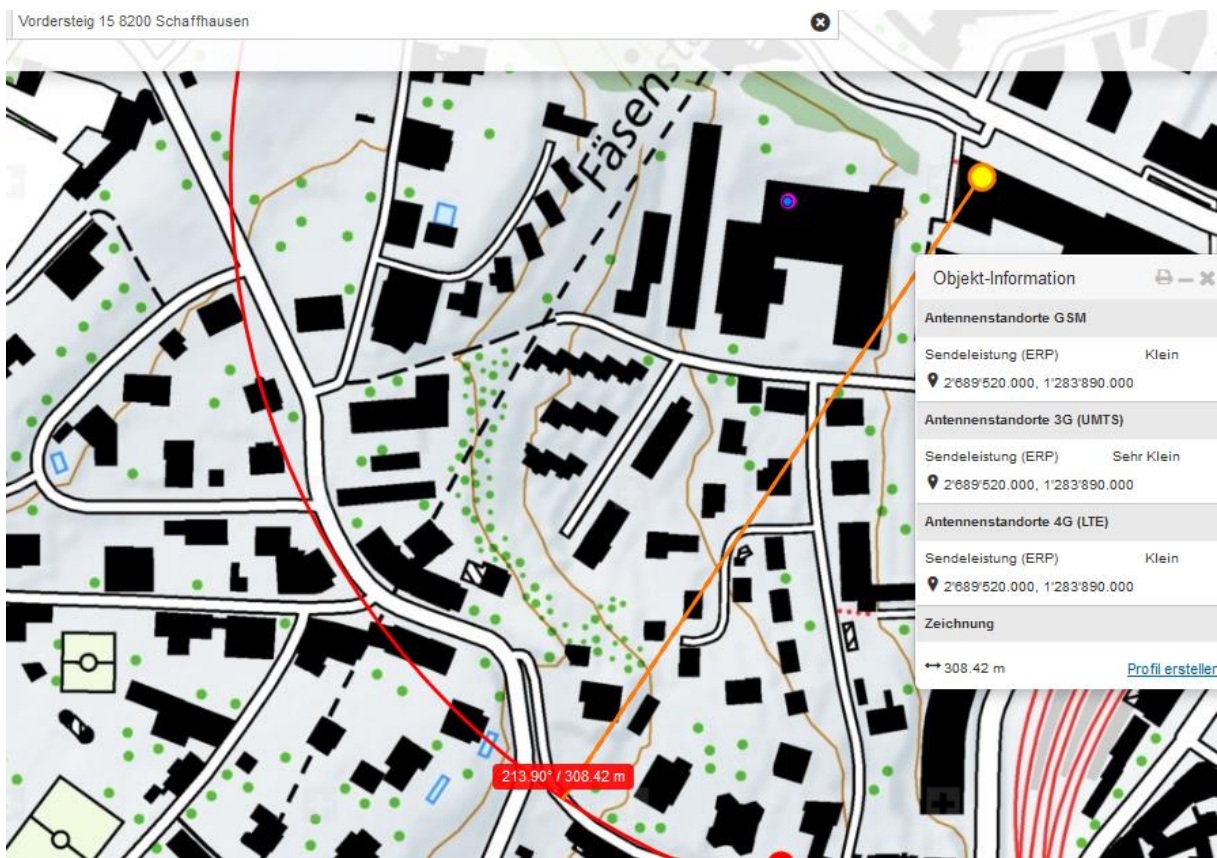 Vordersteig 15 8200 Schaffhausen
Objekt-Information
Antennenstandorte GSM
Sendeleistung (ERP) Klein
2'689'520.000, 1'283'890.000
Antennenstandorte 3G (UMTS)
Sendeleistung (ERP) Sehr Klein
2'689'520.000, 1'283'890.000
Antennenstandorte 4G (LTE)
Sendeleistung (ERP) Klein
2'689'520.000, 1'283'890.000
Zeichnung
308.42 m Profil erstellen
213.90° / 308.42 m